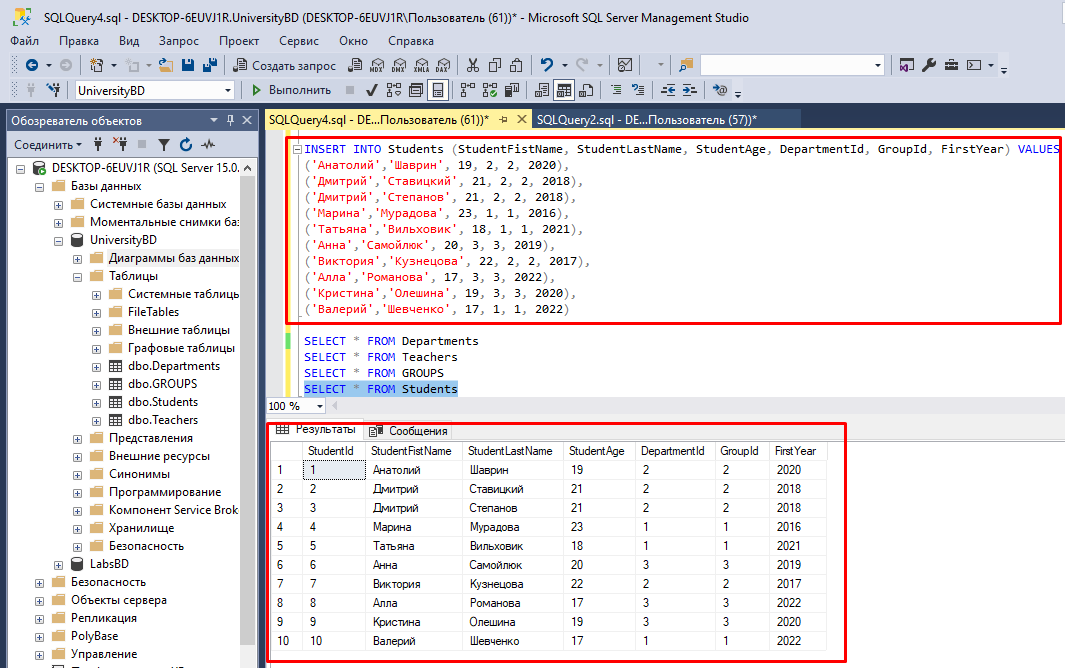 SQLQuery4.sql - DESKTOP-6EUVJ1R.UniversityBD (DESKTOP-6EUVJ1R\Пользователь (61))* - Microsoft SQL Server Management Studio
Файл Правка Вид Запрос Проект Сервис Окно Справка
Создать запрос MDX DMX XMLA DAX
UniversityBD Выполнить
Обозреватель объектов
Соединить
DESKTOP-6EUVJ1R (SQL Server 15.0.
Базы данных
Системные базы данных
Моментальные снимки баз
UniversityBD
Диаграммы баз данных
Таблицы
Системные таблицы
FileTables
Внешние таблицы
Графовые таблицы
dbo.Departments
dbo.GROUPS
dbo.Students
dbo.Teachers
Представления
Внешние ресурсы
Синонимы
Программирование
Компонент Service Brok
Хранилище
Безопасность
LabsBD
Безопасность
Объекты сервера
Репликация
PolyBase
Управление
SQLQuery4.sql - DE...Пользователь (61))* SQLQuery2.sql - DE...Пользователь (57))*
INSERT INTO Students (StudentFistName, StudentLastName, StudentAge, DepartmentId, GroupId, FirstYear) VALUES
('Анатолий','Шаврин', 19, 2, 2, 2020),
('Дмитрий','Ставицкий', 21, 2, 2, 2018),
('Дмитрий','Степанов', 21, 2, 2, 2018),
('Марина','Мурадова', 23, 1, 1, 2016),
('Татьяна','Вильховик', 18, 1, 1, 2021),
('Анна','Самойлюк', 20, 3, 3, 2019),
('Виктория','Кузнецова', 22, 2, 2, 2017),
('Алла','Романова', 17, 3, 3, 2022),
('Кристина','Олешина', 19, 3, 3, 2020),
('Валерий','Шевченко', 17, 1, 1, 2022)
SELECT * FROM Departments
SELECT * FROM Teachers
SELECT * FROM GROUPS
SELECT * FROM Students
100 %
Результаты Сообщения
StudentId StudentFistName StudentLastName StudentAge DepartmentId GroupId FirstYear
1 1 Анатолий Шаврин 19 2 2 2020
2 2 Дмитрий Ставицкий 21 2 2 2018
3 3 Дмитрий Степанов 21 2 2 2018
4 4 Марина Мурадова 23 1 1 2016
5 5 Татьяна Вильховик 18 1 1 2021
6 6 Анна Самойлюк 20 3 3 2019
7 7 Виктория Кузнецова 22 2 2 2017
8 8 Алла Романова 17 3 3 2022
9 9 Кристина Олешина 19 3 3 2020
10 10 Валерий Шевченко 17 1 1 2022